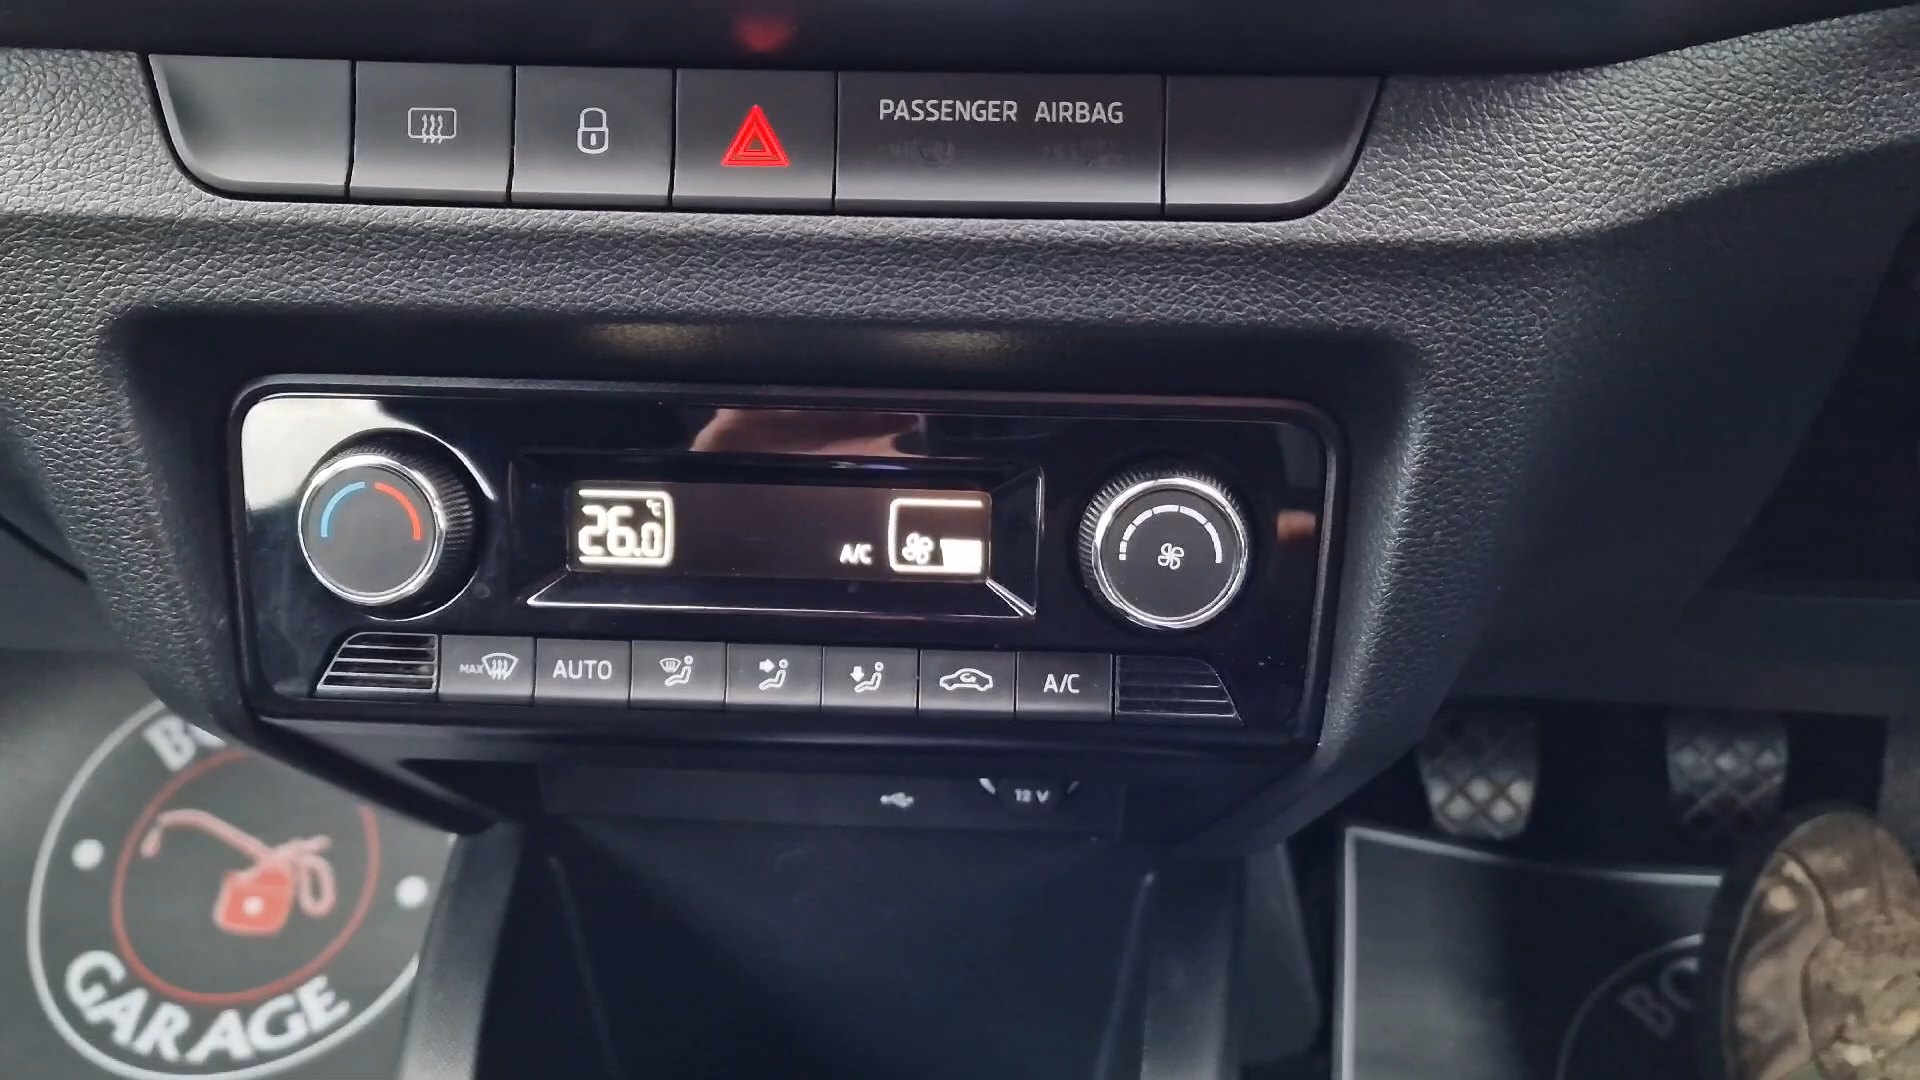 PASSENGER AIRBAG
26.0 °C
A/C
MAX
AUTO
A/C
12 V
GARAGE